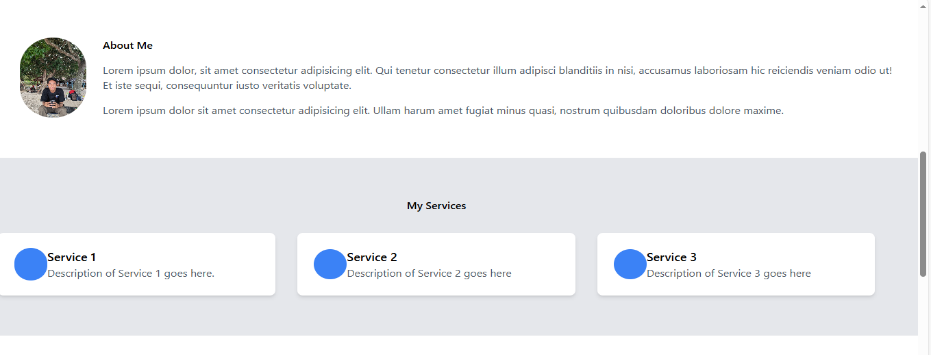 About Me
Lorem ipsum dolor, sit amet consectetur adipisicing elit. Qui tenetur consectetur illum adipisci blanditiis in nisi, accusamus laboriosam hic reiciendis veniam odio ut!
Et iste sequi, consequuntur iusto veritatis voluptate.
Lorem ipsum dolor sit amet consectetur adipisicing elit. Ullam harum amet fugiat minus quasi, nostrum quibusdam doloribus dolore maxime.
My Services
Service 1
Description of Service 1 goes here.
Service 2
Description of Service 2 goes here
Service 3
Description of Service 3 goes here